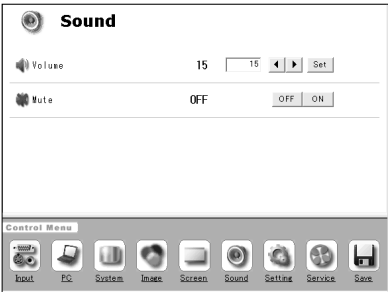 Sound
Volume 15 15 Set
Mute OFF OFF ON
Control Menu
Input PC System Image Screen Sound Setting Service Save